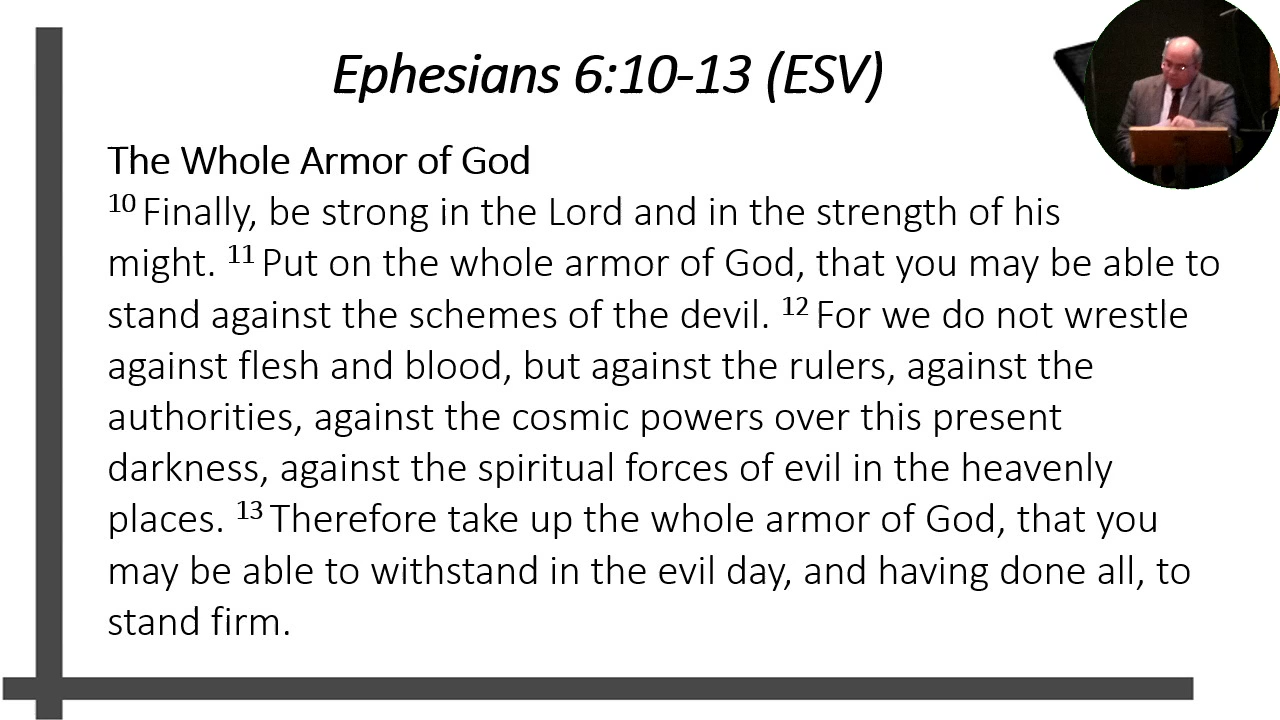 Ephesians 6:10-13 (ESV)
The Whole Armor of God
10 Finally, be strong in the Lord and in the strength of his
might. 11 Put on the whole armor of God, that you may be able to
stand against the schemes of the devil. 12 For we do not wrestle
against flesh and blood, but against the rulers, against the
authorities, against the cosmic powers over this present
darkness, against the spiritual forces of evil in the heavenly
places. 13 Therefore take up the whole armor of God, that you
may be able to withstand in the evil day, and having done all, to
stand firm.